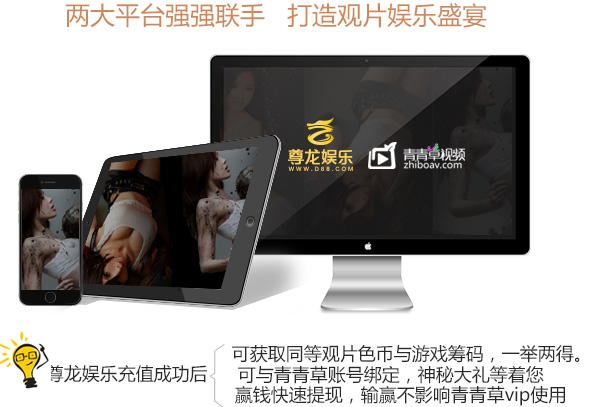 两大平台强强联手 打造观片娱乐盛宴
尊龙娱乐
WWW.D88.COM
青青草视频
zhiboav.com
可获取同等观片色币与游戏筹码，一举两得。
尊龙娱乐充值成功后
可与青青草账号绑定，神秘大礼等着您
赢钱快速提现，输赢不影响青青草vip使用